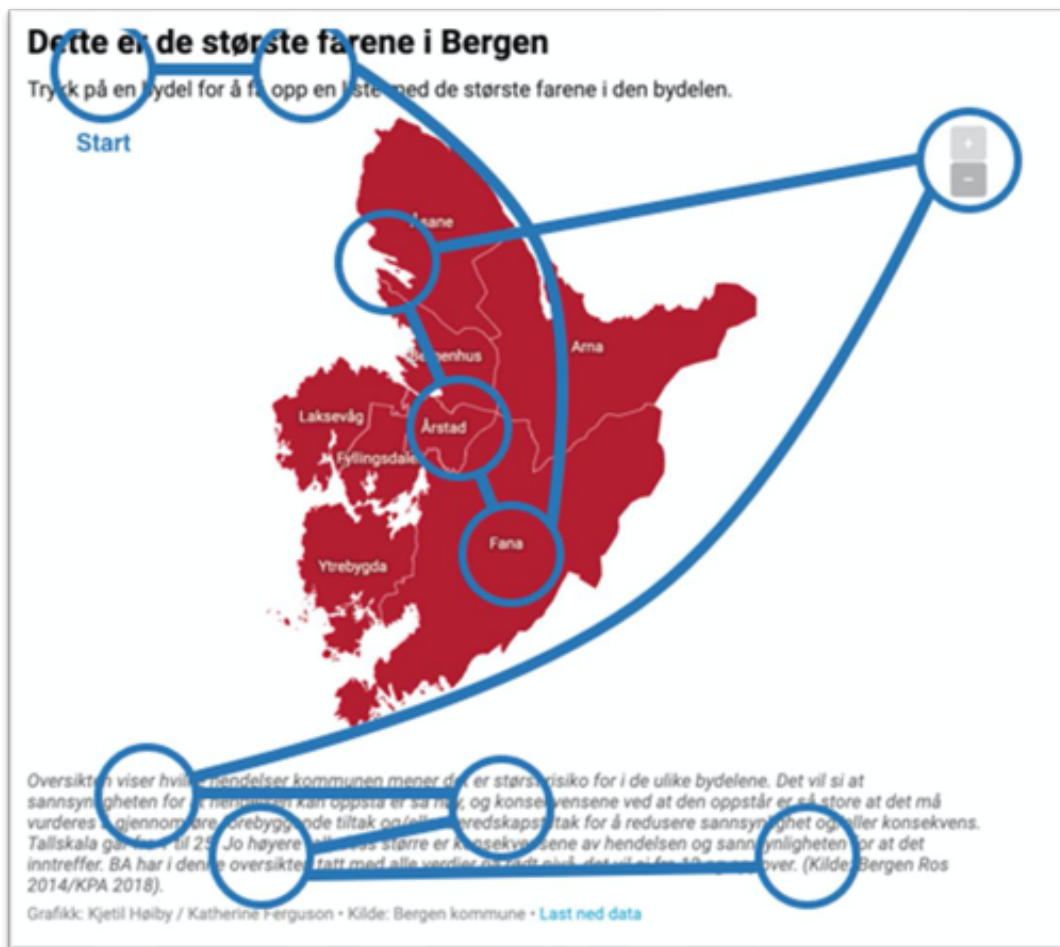 Dette er de største farene i Bergen
Trykk på en bydel for å få opp en liste med de største farene i den bydelen.
Start
+
−
Åsane
Arna
Bergenhus
Laksevåg
Årstad
Fyllingsdalen
Fana
Ytrebygda
Oversikten viser hvilke hendelser kommunen mener det er størst risiko for i de ulike bydelene. Det vil si at
sannsynligheten for at hendelsen kan oppstå er så høy, og konsekvensene ved at den oppstår er så store at det må
vurderes å gjennomføre forebyggende tiltak og/eller beredskapstiltak for å redusere sannsynlighet og/eller konsekvens.
Tallskala går fra 1 til 25. Jo høyere tall jo større er konsekvensene av hendelsen og sannsynligheten for at det
inntreffer. BA har i denne oversikten tatt med alle verdier på rødt nivå, det vil si fra og over. (Kilde: Bergen Ros
2014/KPA 2018).
Grafikk: Kjetil Høiby / Katherine Ferguson • Kilde: Bergen kommune • Last ned data